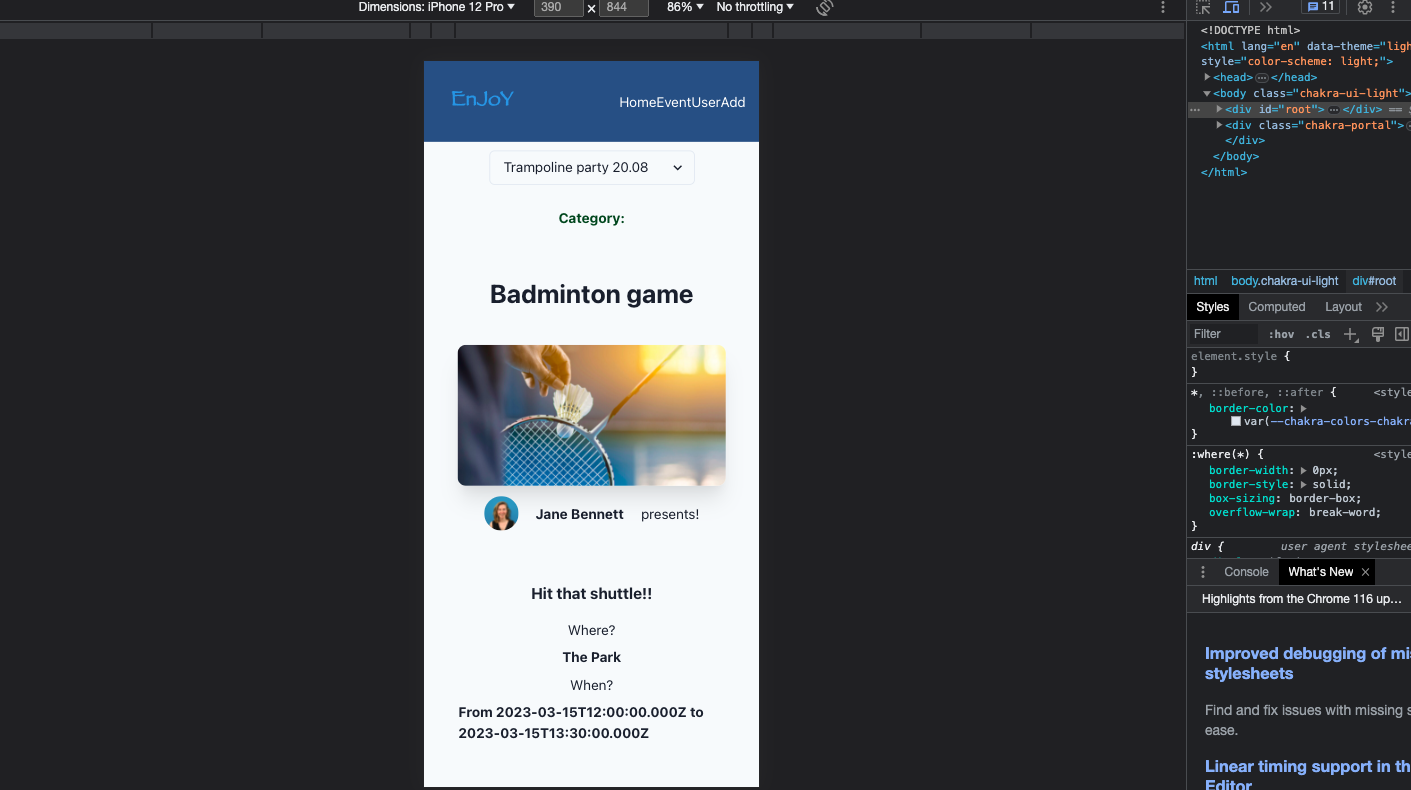 Dimensions: iPhone 12 Pro ▼ 390 × 844 86% ▼ No throttling ▼
11
EnJoY
HomeEventUserAdd
Trampoline party 20.08
Category:
Badminton game
Jane Bennett presents!
Hit that shuttle!!
Where?
The Park
When?
From 2023-03-15T12:00:00.000Z to
2023-03-15T13:30:00.000Z
<!DOCTYPE html>
<html lang="en" data-theme="ligh
style="color-scheme: light;">
<head> ⋯ </head>
<body class="chakra-ui-light">
⋯ <div id="root"> ⋯ </div> ==
<div class="chakra-portal">
</div>
</body>
</html>
html body.chakra-ui-light div#root
Styles Computed Layout
Filter :hov .cls
element.style {
}
*, ::before, ::after { <style
border-color:
var(--chakra-colors-chakra
}
:where(*) { <style
border-width: 0px;
border-style: solid;
box-sizing: border-box;
overflow-wrap: break-word;
}
div { user agent styleshee
Console What's New ×
Highlights from the Chrome 116 up...
Improved debugging of mis
stylesheets
Find and fix issues with missing s
ease.
Linear timing support in th
Editor